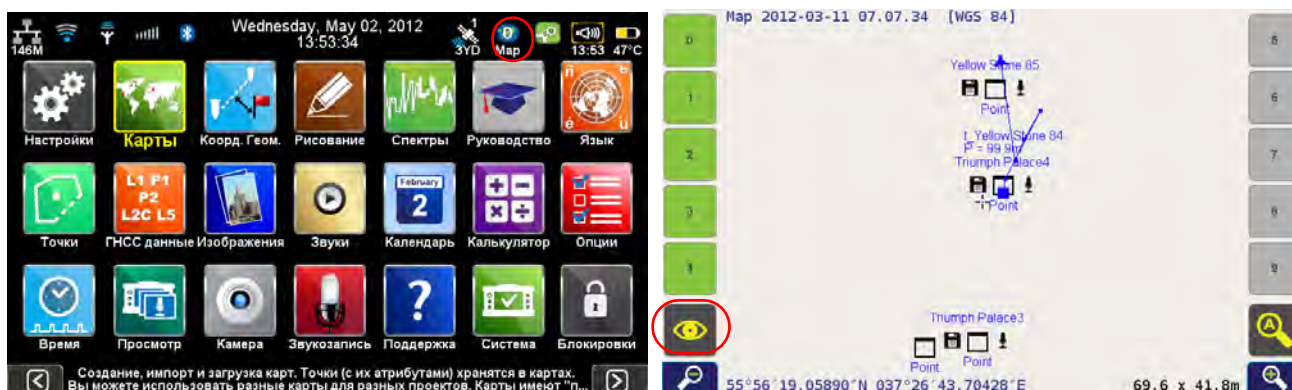 Wednesday, May 02, 2012
13:53:34
146M
1
3YD
Map
13:53 47°C
Настройки
Карты
Коорд. Геом.
Рисование
Спектры
Руководство
Язык
L1 P1
P2
L2C L5
February
2
Точки
ГНСС данные
Изображения
Звуки
Календарь
Калькулятор
Опции
?
Время
Просмотр
Камера
Звукозапись
Поддержка
Система
Блокировки
Создание, импорт и загрузка карт. Точки (с их атрибутами) хранятся в картах.
Вы можете использовать разные карты для разных проектов. Карты имеют "п...
Map 2012-03-11 07.07.34 [WGS 84]
0
1
2
3
4
5
6
7
8
9
Yellow Stone 85
Point
t_Yellow Stone 84
P = 99.9m
Triumph Palace4
Point
Triumph Palace3
Point
Point
A
55°56´19.05890˝N 037°26´43.70428˝E
69.6 x 41.8m